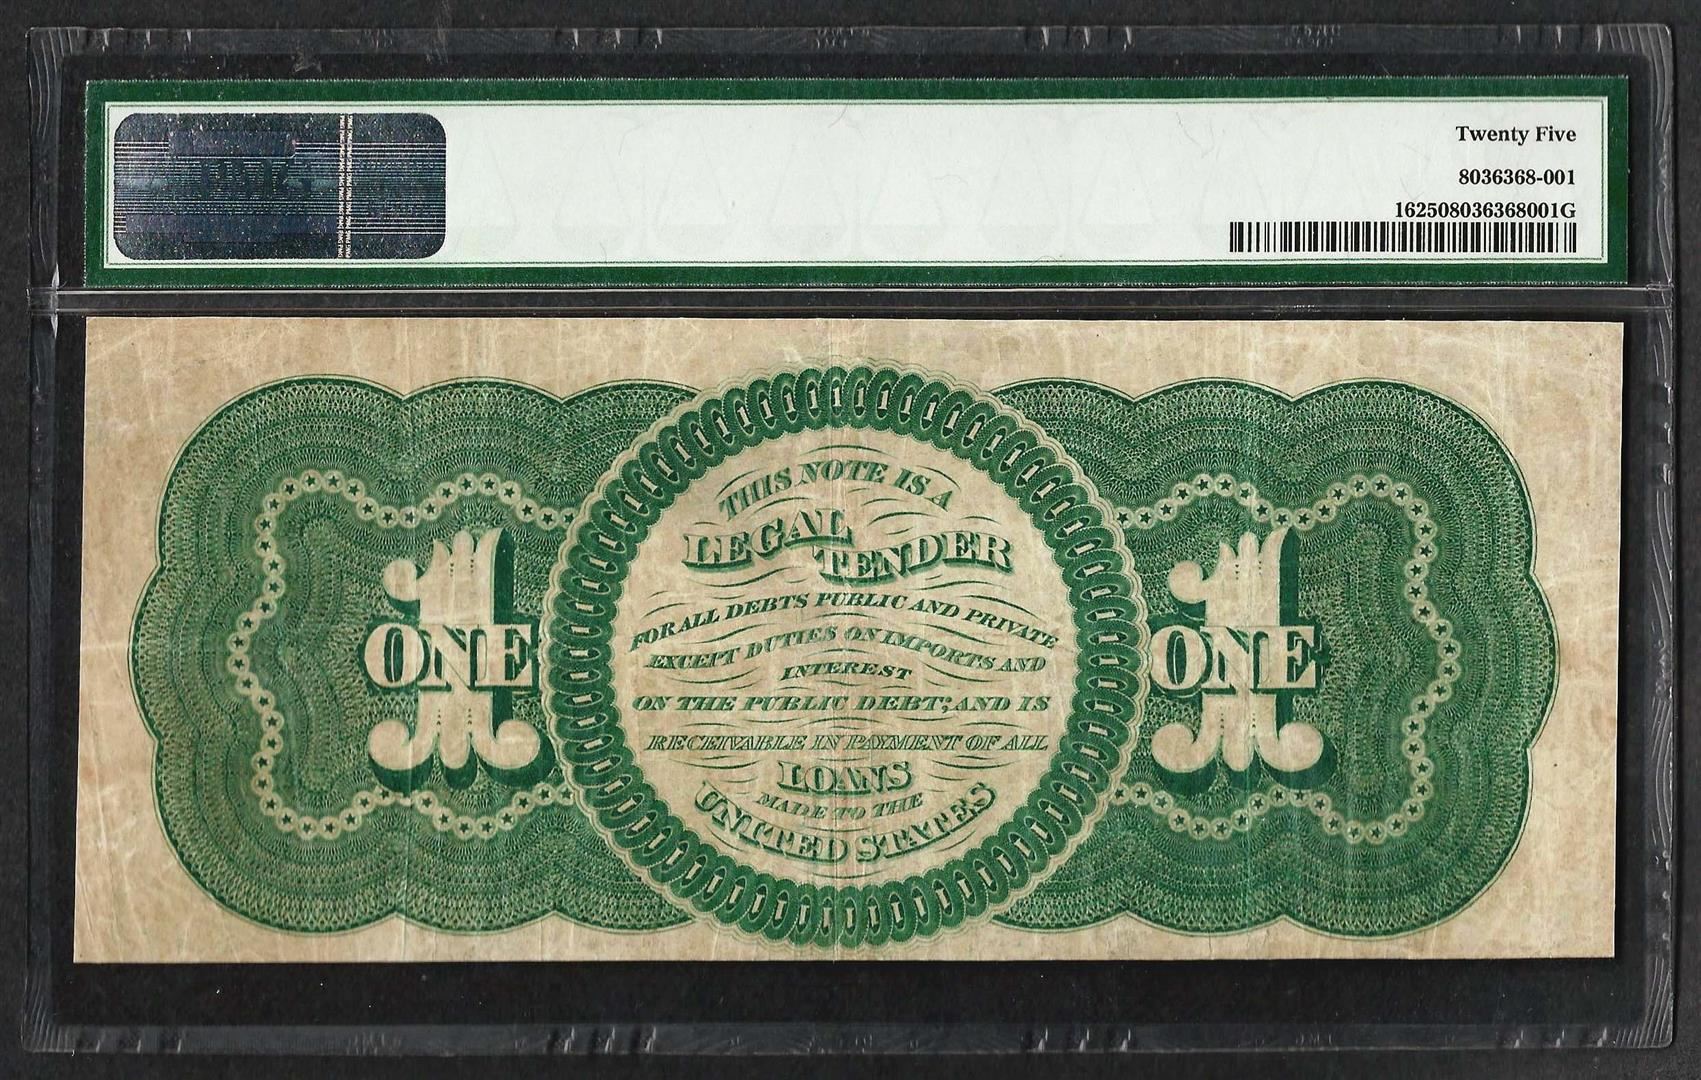 Twenty Five
8036368-001
162508036368001G
THIS NOTE IS A
LEGAL
TENDER
FOR ALL DEBTS PUBLIC AND PRIVATE
EXCEPT DUTIES ON IMPORTS AND
INTEREST
ON THE PUBLIC DEBT; AND IS
RECEIVABLE IN PAYMENT OF ALL
LOANS
MADE TO THE
UNITED STATES
1
ONE
1
ONE